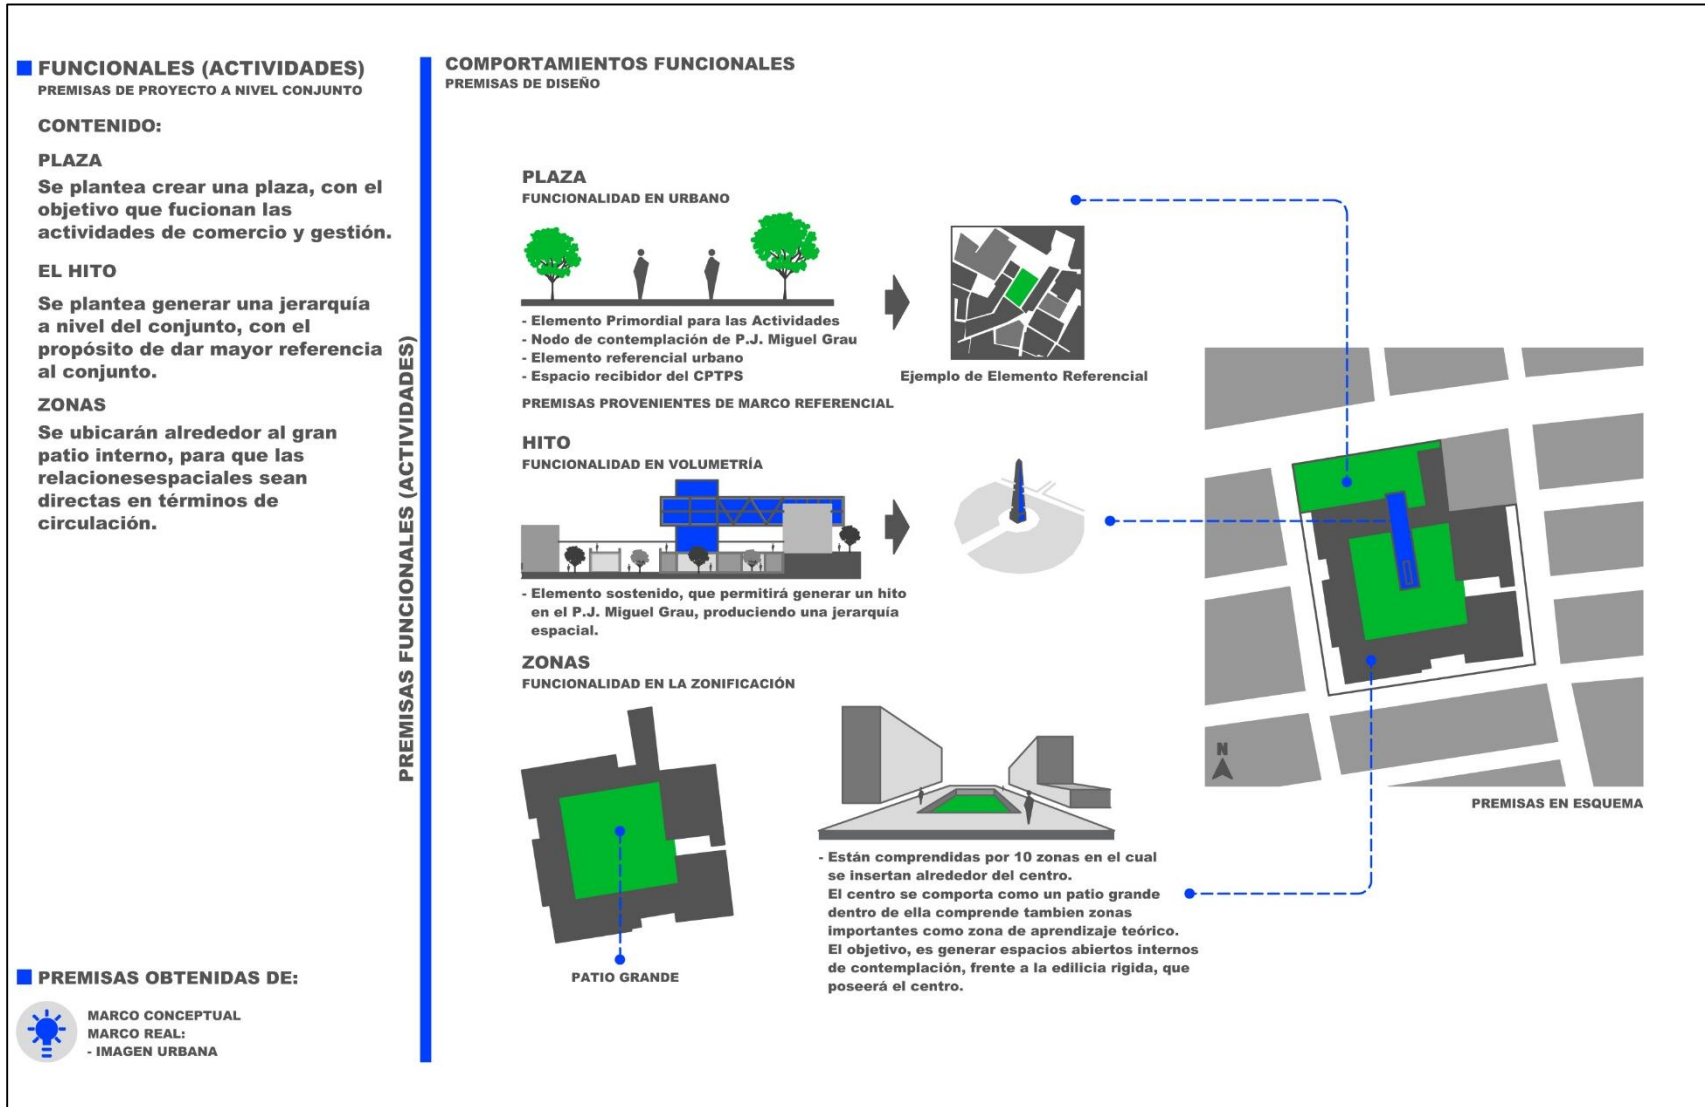 FUNCIONALES (ACTIVIDADES)
PREMISAS DE PROYECTO A NIVEL CONJUNTO
CONTENIDO:
PLAZA
Se plantea crear una plaza, con el
objetivo que fucionan las
actividades de comercio y gestión.
EL HITO
Se plantea generar una jerarquía
a nivel del conjunto, con el
propósito de dar mayor referencia
al conjunto.
ZONAS
Se ubicarán alrededor al gran
patio interno, para que las
relacionesespaciales sean
directas en términos de
circulación.
PREMISAS OBTENIDAS DE:
MARCO CONCEPTUAL
MARCO REAL:
- IMAGEN URBANA
PREMISAS FUNCIONALES (ACTIVIDADES)
COMPORTAMIENTOS FUNCIONALES
PREMISAS DE DISEÑO
PLAZA
FUNCIONALIDAD EN URBANO
- Elemento Primordial para las Actividades
- Nodo de contemplación de P.J. Miguel Grau
- Elemento referencial urbano
- Espacio recibidor del CPTPS
Ejemplo de Elemento Referencial
PREMISAS PROVENIENTES DE MARCO REFERENCIAL
HITO
FUNCIONALIDAD EN VOLUMETRÍA
- Elemento sostenido, que permitirá generar un hito
en el P.J. Miguel Grau, produciendo una jerarquía
espacial.
ZONAS
FUNCIONALIDAD EN LA ZONIFICACIÓN
PATIO GRANDE
- Están comprendidas por 10 zonas en el cual
se insertan alrededor del centro.
El centro se comporta como un patio grande
dentro de ella comprende tambien zonas
importantes como zona de aprendizaje teórico.
El objetivo, es generar espacios abiertos internos
de contemplación, frente a la edilicia rigida, que
poseerá el centro.
N
PREMISAS EN ESQUEMA